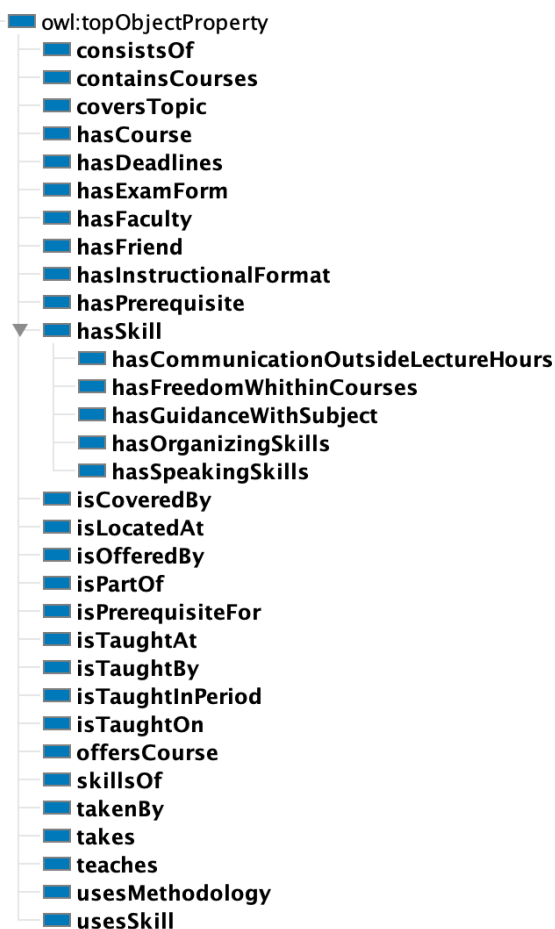 owl:topObjectProperty
consistsOf
containsCourses
coversTopic
hasCourse
hasDeadlines
hasExamForm
hasFaculty
hasFriend
hasInstructionalFormat
hasPrerequisite
hasSkill
hasCommunicationOutsideLectureHours
hasFreedomWhithinCourses
hasGuidanceWithSubject
hasOrganizingSkills
hasSpeakingSkills
isCoveredBy
isLocatedAt
isOfferedBy
isPartOf
isPrerequisiteFor
isTaughtAt
isTaughtBy
isTaughtInPeriod
isTaughtOn
offersCourse
skillsOf
takenBy
takes
teaches
usesMethodology
usesSkill